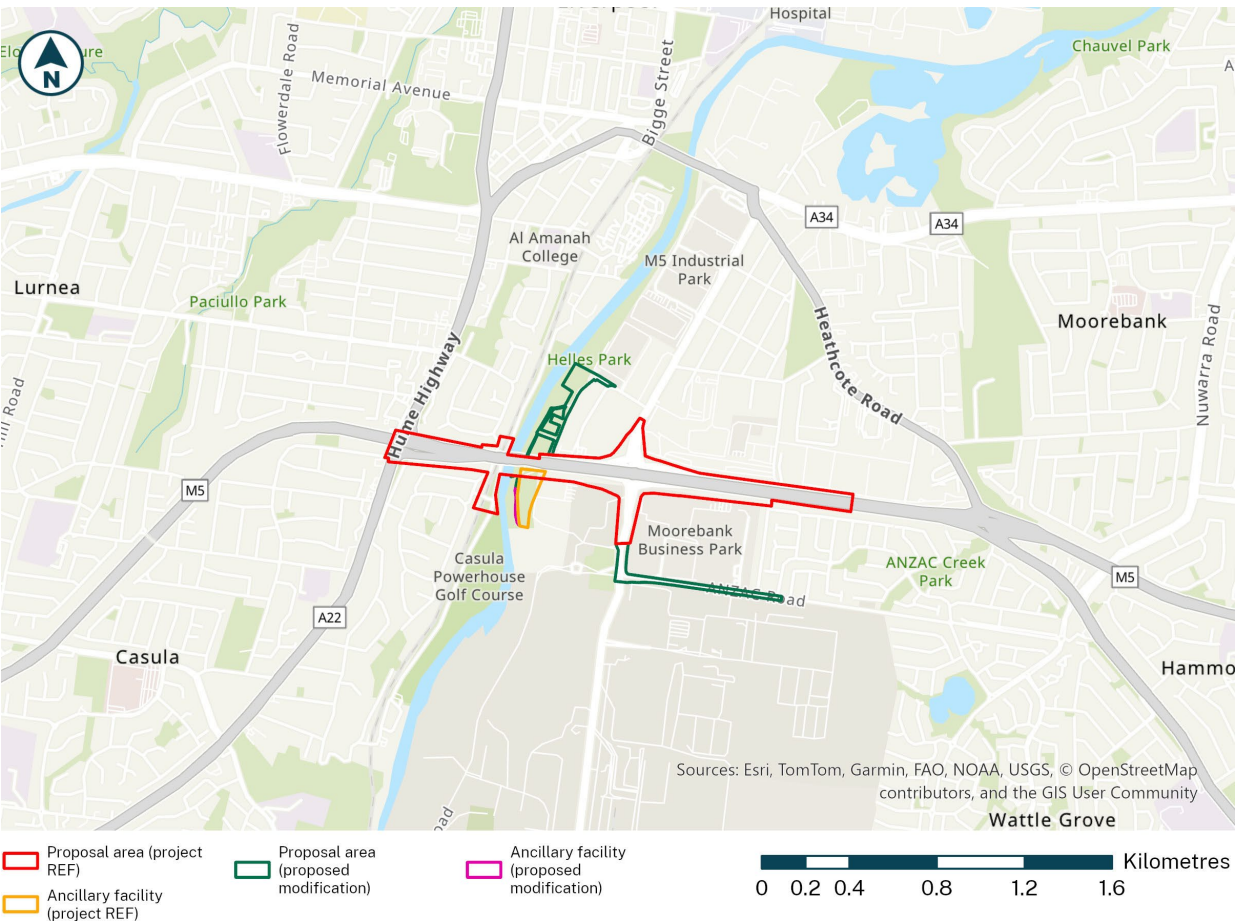 Hospital
Chauvel Park
N
Flowerdale Road
Memorial Avenue
Bigge Street
A34
A34
Al Amanah
College
M5 Industrial
Park
Lurnea
Paciullo Park
Moorebank
Heathcote Road
Nuwarra Road
Helles Park
Hume Highway
M5
Moorebank
Business Park
Casula
Powerhouse
Golf Course
ANZAC Creek
Park
M5
ANZAC Road
A22
Casula
Hammo
Sources: Esri, TomTom, Garmin, FAO, NOAA, USGS, © OpenStreetMap
contributors, and the GIS User Community
Wattle Grove
Proposal area (project
REF)
Ancillary facility
(project REF)
Proposal area
(proposed
modification)
Ancillary facility
(proposed
modification)
Kilometres
0 0.2 0.4 0.8 1.2 1.6